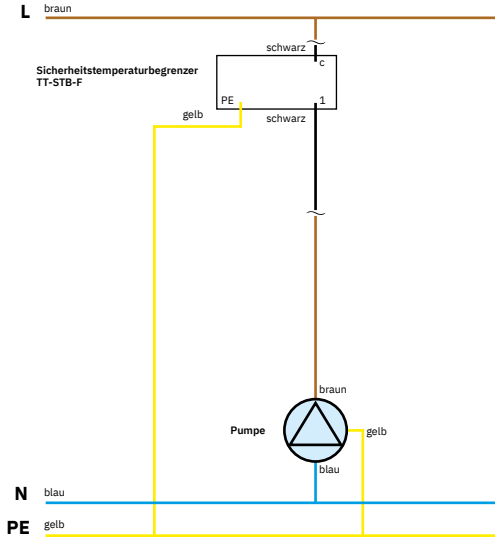 L
braun
schwarz
c
Sicherheitstemperaturbegrenzer
TT-STB-F
PE
1
gelb
schwarz
braun
Pumpe
gelb
blau
N
blau
PE
gelb